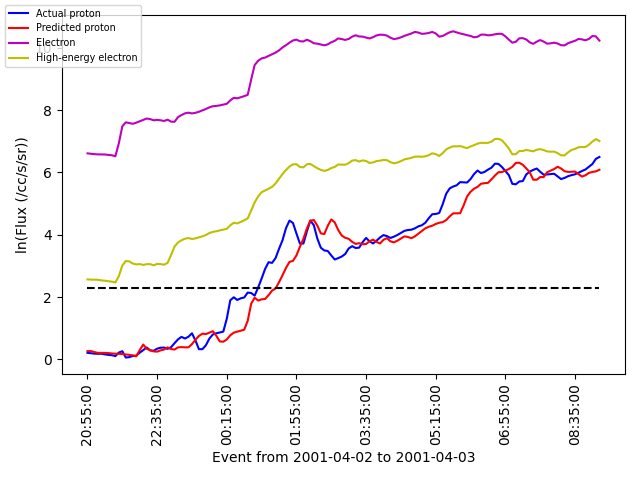 Actual proton
Predicted proton
Electron
High-energy electron
10
8
6
4
2
0
ln(Flux (/cc/s/sr))
20:55:00
22:35:00
00:15:00
01:55:00
03:35:00
05:15:00
06:55:00
08:35:00
Event from 2001-04-02 to 2001-04-03